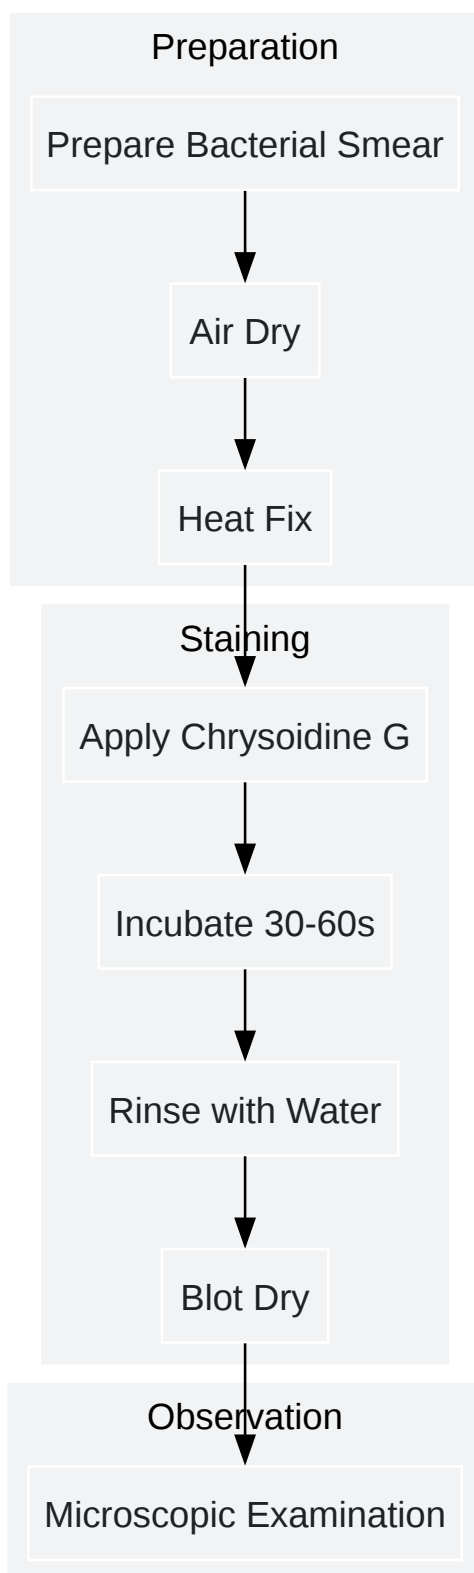 Preparation
Prepare Bacterial Smear
Air Dry
Heat Fix
Staining
Apply Chrysoidine G
Incubate 30-60s
Rinse with Water
Blot Dry
Observation
Microscopic Examination